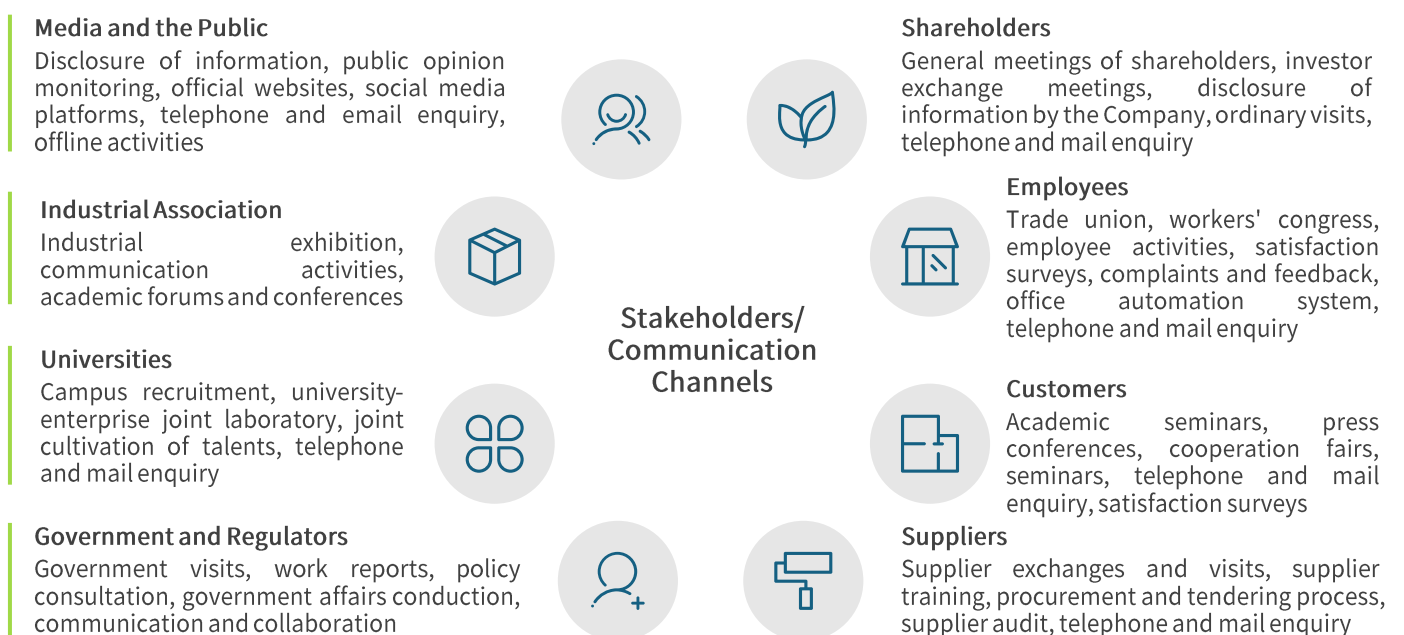 Media and the Public
Disclosure of information, public opinion
monitoring, official websites, social media
platforms, telephone and email enquiry,
offline activities
Industrial Association
Industrial exhibition,
communication activities,
academic forums and conferences
Universities
Campus recruitment, university-
enterprise joint laboratory, joint
cultivation of talents, telephone
and mail enquiry
Government and Regulators
Government visits, work reports, policy
consultation, government affairs conduction,
communication and collaboration
Stakeholders/
Communication
Channels
Shareholders
General meetings of shareholders, investor
exchange meetings, disclosure of
information by the Company, ordinary visits,
telephone and mail enquiry
Employees
Trade union, workers' congress,
employee activities, satisfaction
surveys, complaints and feedback,
office automation system,
telephone and mail enquiry
Customers
Academic seminars, press
conferences, cooperation fairs,
seminars, telephone and mail
enquiry, satisfaction surveys
Suppliers
Supplier exchanges and visits, supplier
training, procurement and tendering process,
supplier audit, telephone and mail enquiry